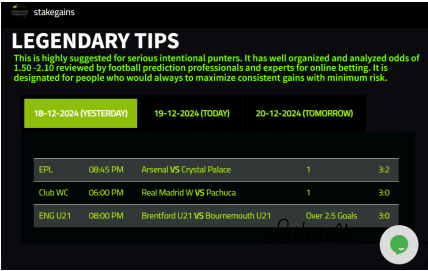 stakegains
LEGENDARY TIPS
This is highly suggested for serious intentional punters. It has well organized and analyzed odds of
1.50 -2.10 reviewed by football prediction professionals and experts for online betting. It is
designated for people who would always to maximize consistent gains with minimum risk.
18-12-2024 (YESTERDAY) 19-12-2024 (TODAY) 20-12-2024 (TOMORROW)
EPL 08:45 PM Arsenal VS Crystal Palace 1 3:2
Club WC 06:00 PM Real Madrid W VS Pachuca 1 3:0
ENG U21 08:00 PM Brentford U21 VS Bournemouth U21 Over 2.5 Goals 3:0